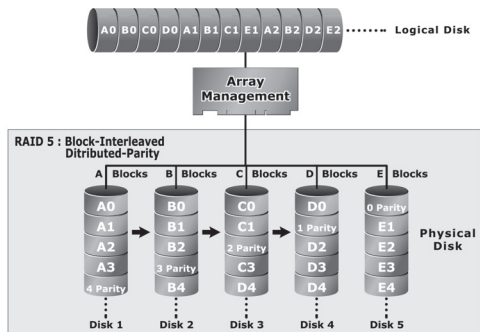 A0 B0 C0 D0 A1 B1 C1 E1 A2 B2 D2 E2 Logical Disk
Array
Management
RAID 5 : Block-Interleaved
Ditributed-Parity
A Blocks B Blocks C Blocks D Blocks E Blocks
A0 B0 C0 D0 0 Parity
A1 B1 C1 1 Parity E1
A2 B2 2 Parity D2 E2
A3 3 Parity C3 D3 E3
4 Parity B4 D4 D4 E4
Physical
Disk
Disk 1 Disk 2 Disk 3 Disk 4 Disk 5